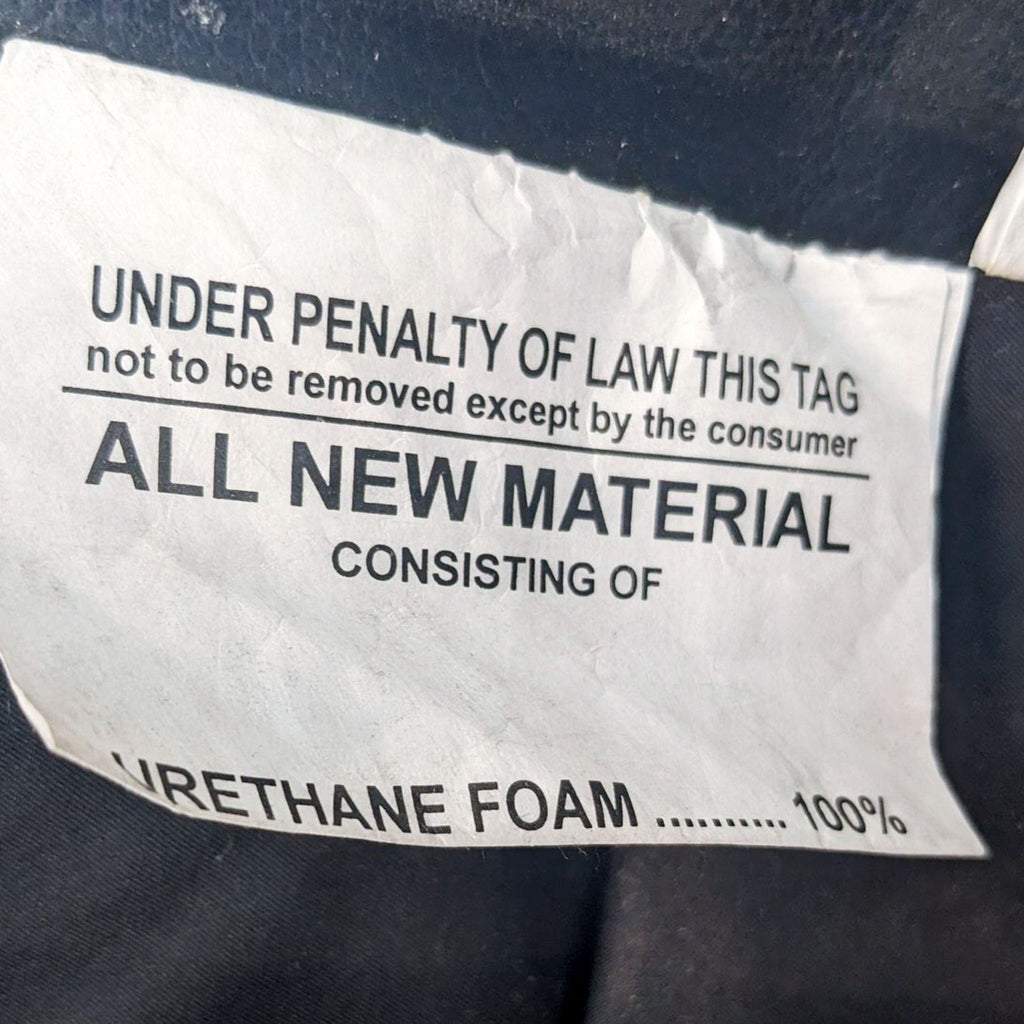 UNDER PENALTY OF LAW THIS TAG
not to be removed except by the consumer
ALL NEW MATERIAL
CONSISTING OF
URETHANE FOAM .......... 100%